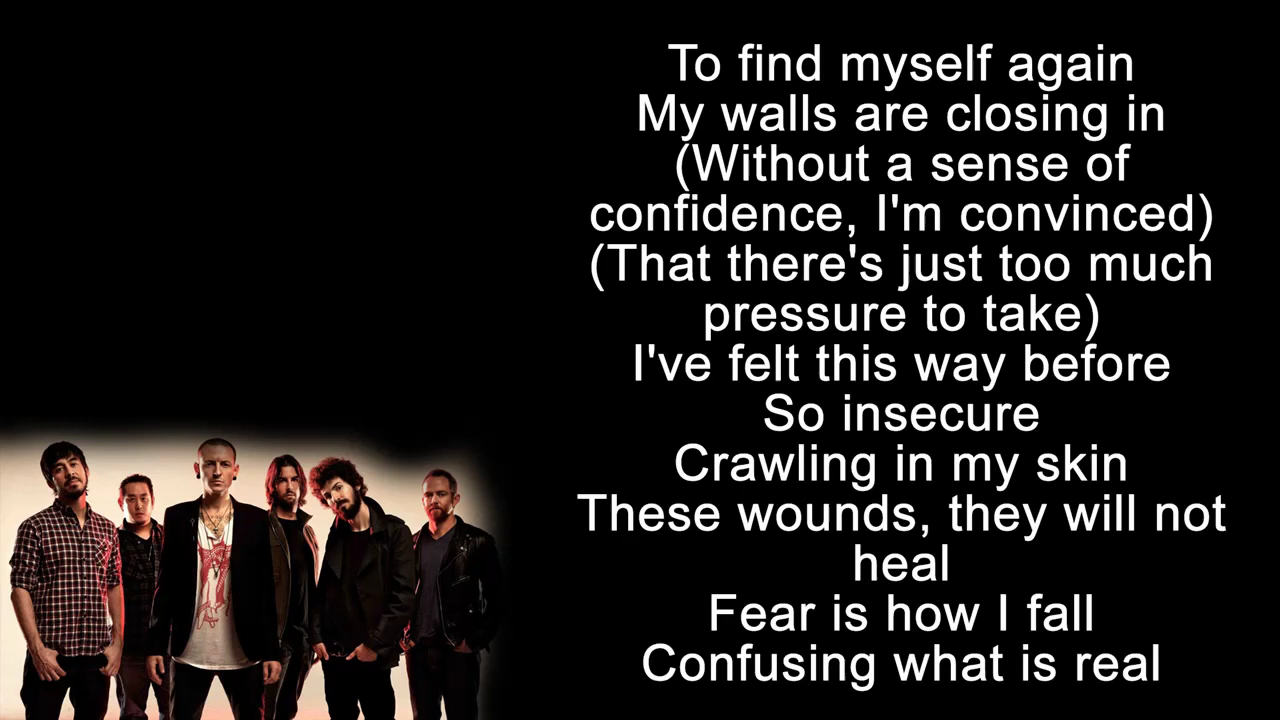 To find myself again
My walls are closing in
(Without a sense of
confidence, I'm convinced)
(That there's just too much
pressure to take)
I've felt this way before
So insecure
Crawling in my skin
These wounds, they will not
heal
Fear is how I fall
Confusing what is real